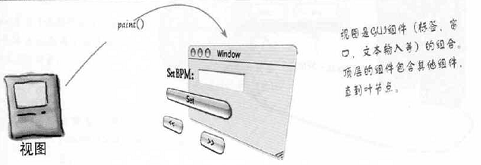 paint()
Window
Set BPM:
Set
<<
>>
视图
视图是GUI组件（标签、窗
口、文本输入等）的组合。
顶层的组件包含其他组件，
直到叶节点。